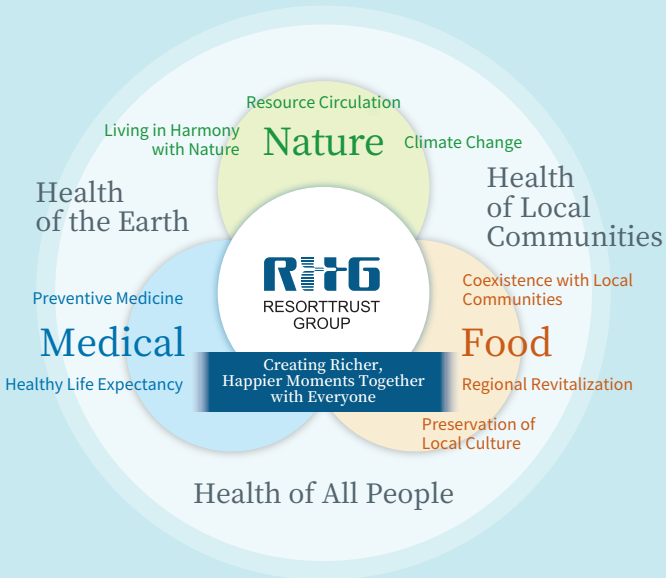 Resource Circulation
Living in Harmony
with Nature
Nature
Climate Change
Health
of the Earth
Health
of Local
Communities
RTTG
RESORTTRUST
GROUP
Preventive Medicine
Medical
Healthy Life Expectancy
Coexistence with Local
Communities
Food
Regional Revitalization
Preservation of
Local Culture
Creating Richer,
Happier Moments Together
with Everyone
Health of All People